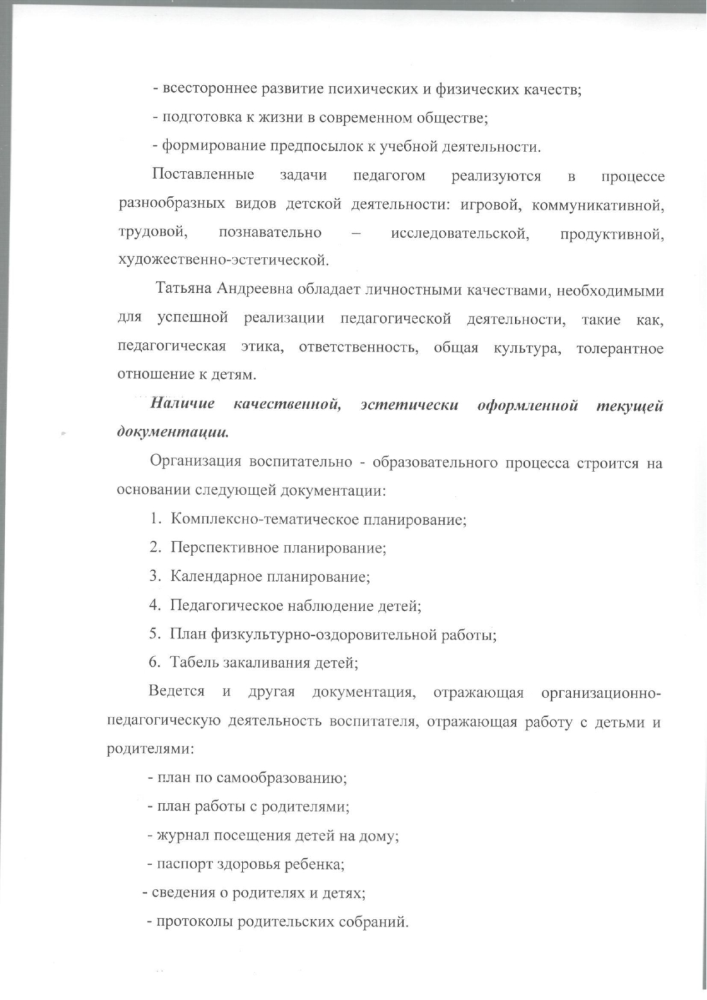 - всестороннее развитие психических и физических качеств;
- подготовка к жизни в современном обществе;
- формирование предпосылок к учебной деятельности.
Поставленные задачи педагогом реализуются в процессе
разнообразных видов детской деятельности: игровой, коммуникативной,
трудовой, познавательно – исследовательской, продуктивной,
художественно-эстетической.
Татьяна Андреевна обладает личностными качествами, необходимыми
для успешной реализации педагогической деятельности, такие как,
педагогическая этика, ответственность, общая культура, толерантное
отношение к детям.
Наличие качественной, эстетически оформленной текущей
документации.
Организация воспитательно - образовательного процесса строится на
основании следующей документации:
1. Комплексно-тематическое планирование;
2. Перспективное планирование;
3. Календарное планирование;
4. Педагогическое наблюдение детей;
5. План физкультурно-оздоровительной работы;
6. Табель закаливания детей;
Ведется и другая документация, отражающая организационно-
педагогическую деятельность воспитателя, отражающая работу с детьми и
родителями:
- план по самообразованию;
- план работы с родителями;
- журнал посещения детей на дому;
- паспорт здоровья ребенка;
- сведения о родителях и детях;
- протоколы родительских собраний.